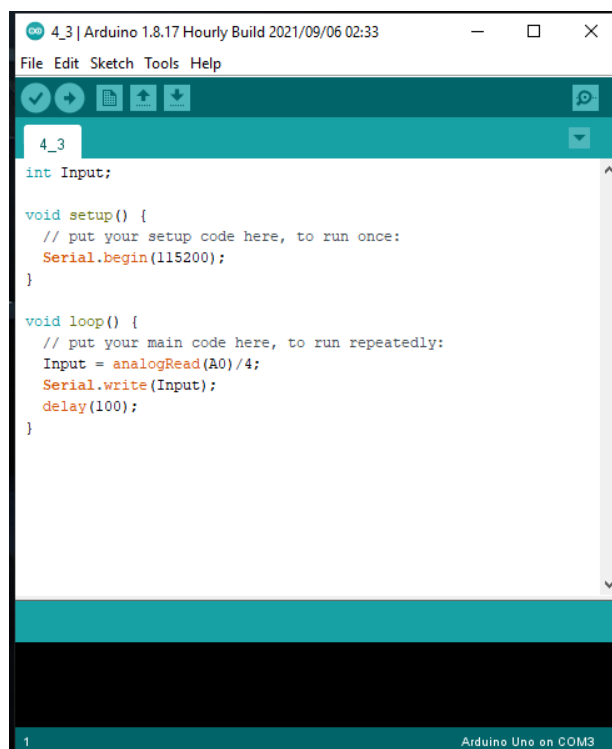 4_3 | Arduino 1.8.17 Hourly Build 2021/09/06 02:33
File Edit Sketch Tools Help
4_3
int Input;
void setup() {
  // put your setup code here, to run once:
  Serial.begin(115200);
}
void loop() {
  // put your main code here, to run repeatedly:
  Input = analogRead(A0)/4;
  Serial.write(Input);
  delay(100);
}
1 Arduino Uno on COM3